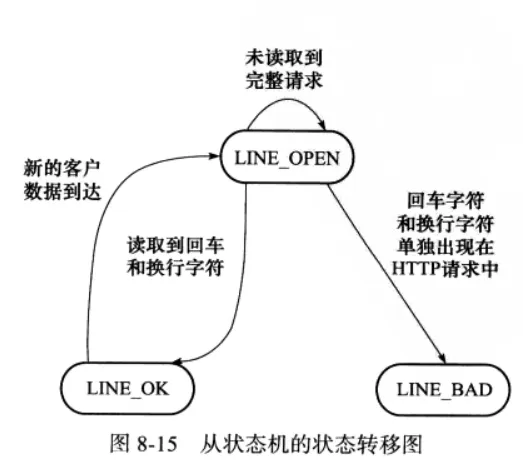 未读取到
完整请求
LINE_OPEN
新的客户
数据到达
读取到回车
和换行字符
回车字符
和换行字符
单独出现在
HTTP请求中
LINE_OK
LINE_BAD
图 8-15 从状态机的状态转移图